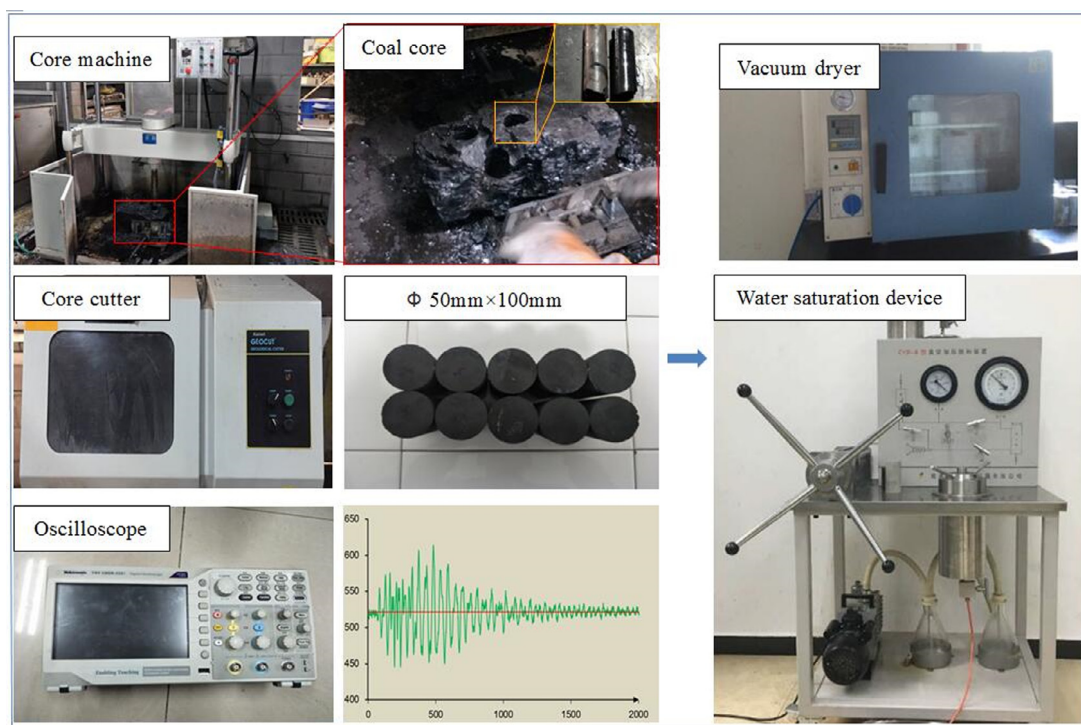 Core machine
Coal core
Vacuum dryer
Core cutter
GEOCUT
Φ 50mm×100mm
Water saturation device
Oscilloscope
Tektronix
650
600
550
500
450
400
0
500
1000
1500
2000